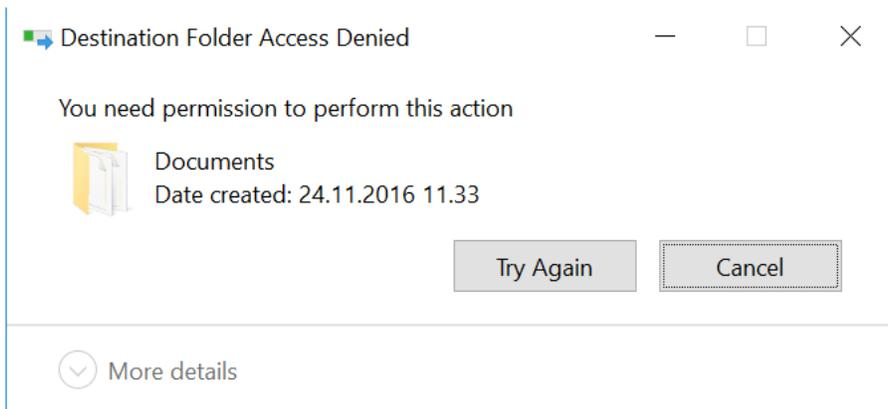 Destination Folder Access Denied
You need permission to perform this action
Documents
Date created: 24.11.2016 11.33
Try Again
Cancel
More details